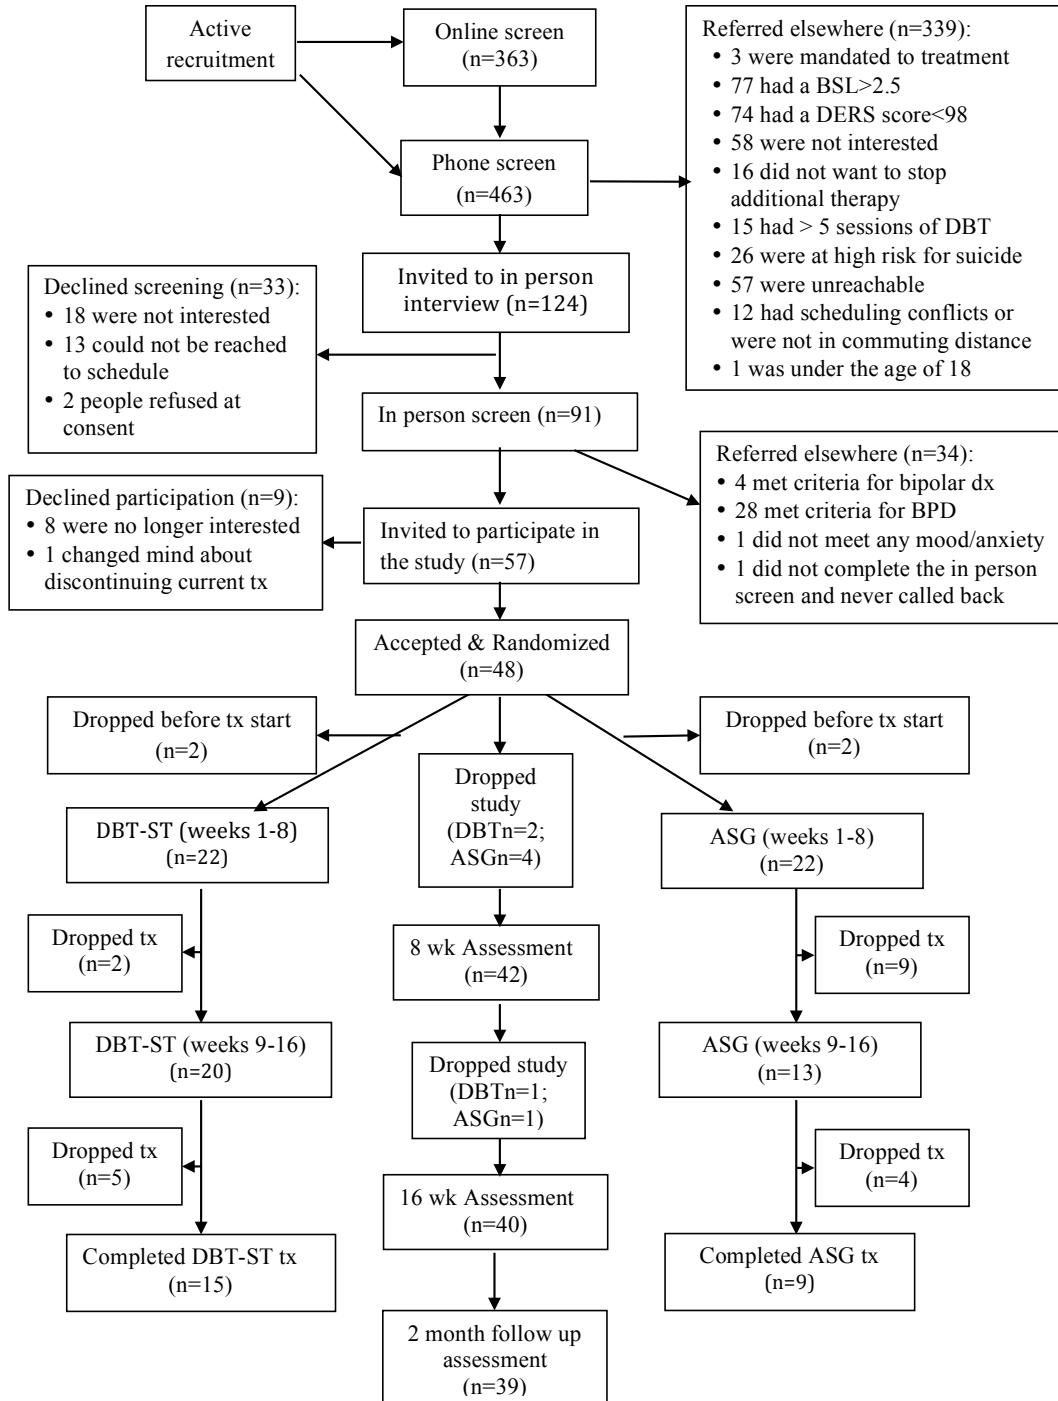 Active
recruitment
Online screen
(n=363)
Referred elsewhere (n=339):
• 3 were mandated to treatment
• 77 had a BSL>2.5
• 74 had a DERS score<98
• 58 were not interested
• 16 did not want to stop
additional therapy
• 15 had > 5 sessions of DBT
• 26 were at high risk for suicide
• 57 were unreachable
• 12 had scheduling conflicts or
were not in commuting distance
• 1 was under the age of 18
Phone screen
(n=463)
Invited to in person
interview (n=124)
Declined screening (n=33):
• 18 were not interested
• 13 could not be reached
to schedule
• 2 people refused at
consent
In person screen (n=91)
Referred elsewhere (n=34):
• 4 met criteria for bipolar dx
• 28 met criteria for BPD
• 1 did not meet any mood/anxiety
• 1 did not complete the in person
screen and never called back
Declined participation (n=9):
• 8 were no longer interested
• 1 changed mind about
discontinuing current tx
Invited to participate in
the study (n=57)
Accepted & Randomized
(n=48)
Dropped before tx start
(n=2)
Dropped before tx start
(n=2)
Dropped
study
(DBTn=2;
ASGn=4)
DBT-ST (weeks 1-8)
(n=22)
ASG (weeks 1-8)
(n=22)
Dropped tx
(n=2)
8 wk Assessment
(n=42)
Dropped tx
(n=9)
DBT-ST (weeks 9-16)
(n=20)
Dropped study
(DBTn=1;
ASGn=1)
ASG (weeks 9-16)
(n=13)
Dropped tx
(n=5)
16 wk Assessment
(n=40)
Dropped tx
(n=4)
Completed DBT-ST tx
(n=15)
Completed ASG tx
(n=9)
2 month follow up
assessment
(n=39)